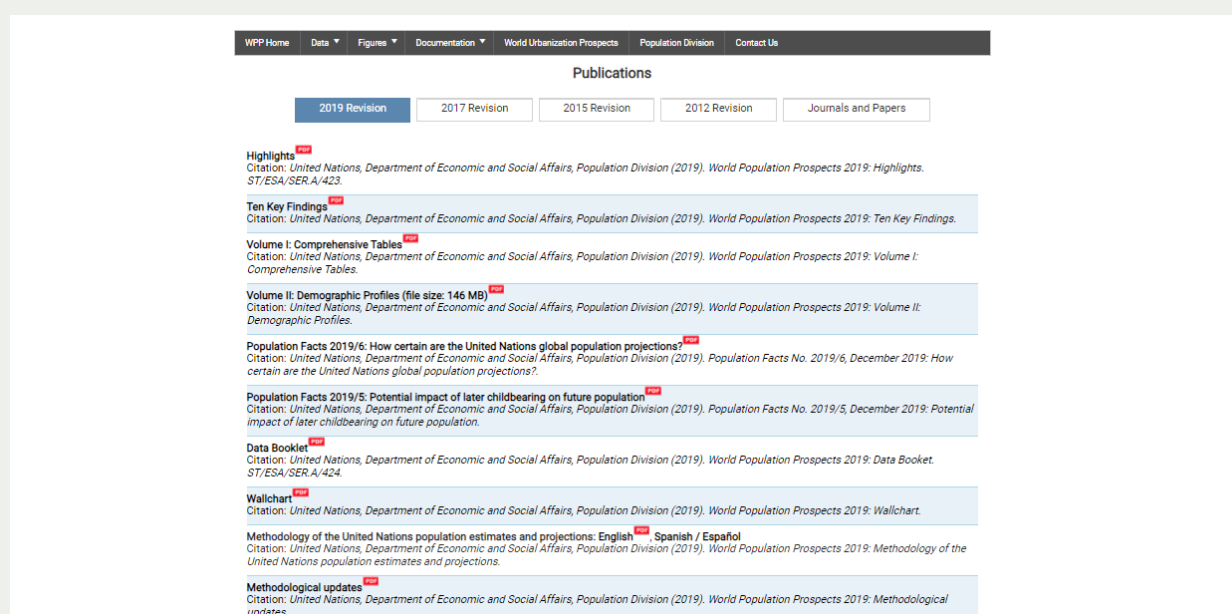 WPP Home Data Figures Documentation World Urbanization Prospects Population Division Contact Us
Publications
2019 Revision 2017 Revision 2015 Revision 2012 Revision Journals and Papers
Highlights PDF
Citation: United Nations, Department of Economic and Social Affairs, Population Division (2019). World Population Prospects 2019: Highlights.
ST/ESA/SER.A/423.
Ten Key Findings PDF
Citation: United Nations, Department of Economic and Social Affairs, Population Division (2019). World Population Prospects 2019: Ten Key Findings.
Volume I: Comprehensive Tables PDF
Citation: United Nations, Department of Economic and Social Affairs, Population Division (2019). World Population Prospects 2019: Volume I:
Comprehensive Tables.
Volume II: Demographic Profiles (file size: 146 MB) PDF
Citation: United Nations, Department of Economic and Social Affairs, Population Division (2019). World Population Prospects 2019: Volume II:
Demographic Profiles.
Population Facts 2019/6: How certain are the United Nations global population projections? PDF
Citation: United Nations, Department of Economic and Social Affairs, Population Division (2019). Population Facts No. 2019/6, December 2019: How
certain are the United Nations global population projections?.
Population Facts 2019/5: Potential impact of later childbearing on future population PDF
Citation: United Nations, Department of Economic and Social Affairs, Population Division (2019). Population Facts No. 2019/5, December 2019: Potential
impact of later childbearing on future population.
Data Booklet PDF
Citation: United Nations, Department of Economic and Social Affairs, Population Division (2019). World Population Prospects 2019: Data Booket.
ST/ESA/SER.A/424.
Wallchart PDF
Citation: United Nations, Department of Economic and Social Affairs, Population Division (2019). World Population Prospects 2019: Wallchart.
Methodology of the United Nations population estimates and projections: English PDF, Spanish / Español
Citation: United Nations, Department of Economic and Social Affairs, Population Division (2019). World Population Prospects 2019: Methodology of the
United Nations population estimates and projections.
Methodological updates PDF
Citation: United Nations, Department of Economic and Social Affairs, Population Division (2019). World Population Prospects 2019: Methodological
updates.